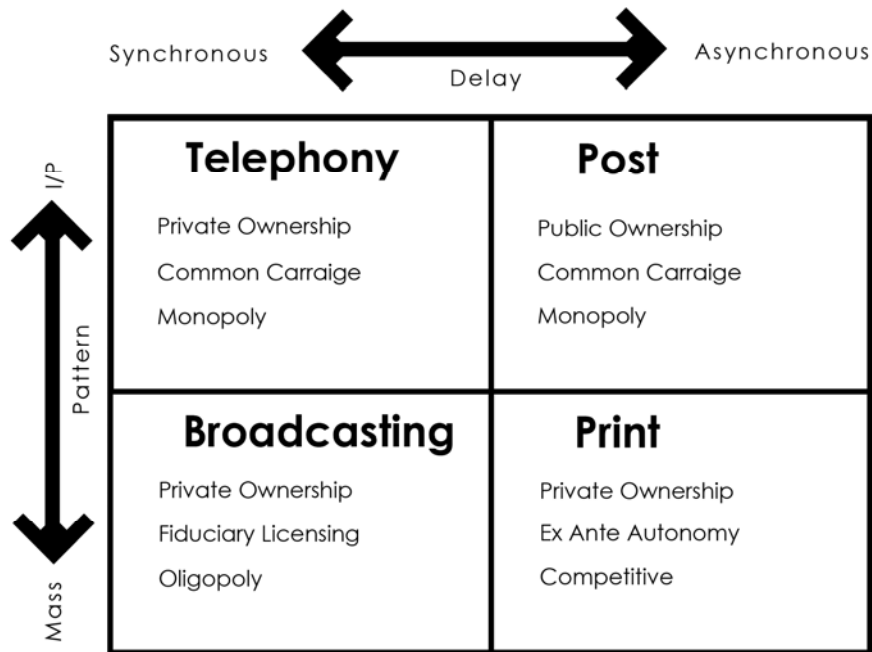 Synchronous
Asynchronous
Delay
I/P
Pattern
Mass
Telephony
Private Ownership
Common Carraige
Monopoly
Post
Public Ownership
Common Carraige
Monopoly
Broadcasting
Private Ownership
Fiduciary Licensing
Oligopoly
Print
Private Ownership
Ex Ante Autonomy
Competitive